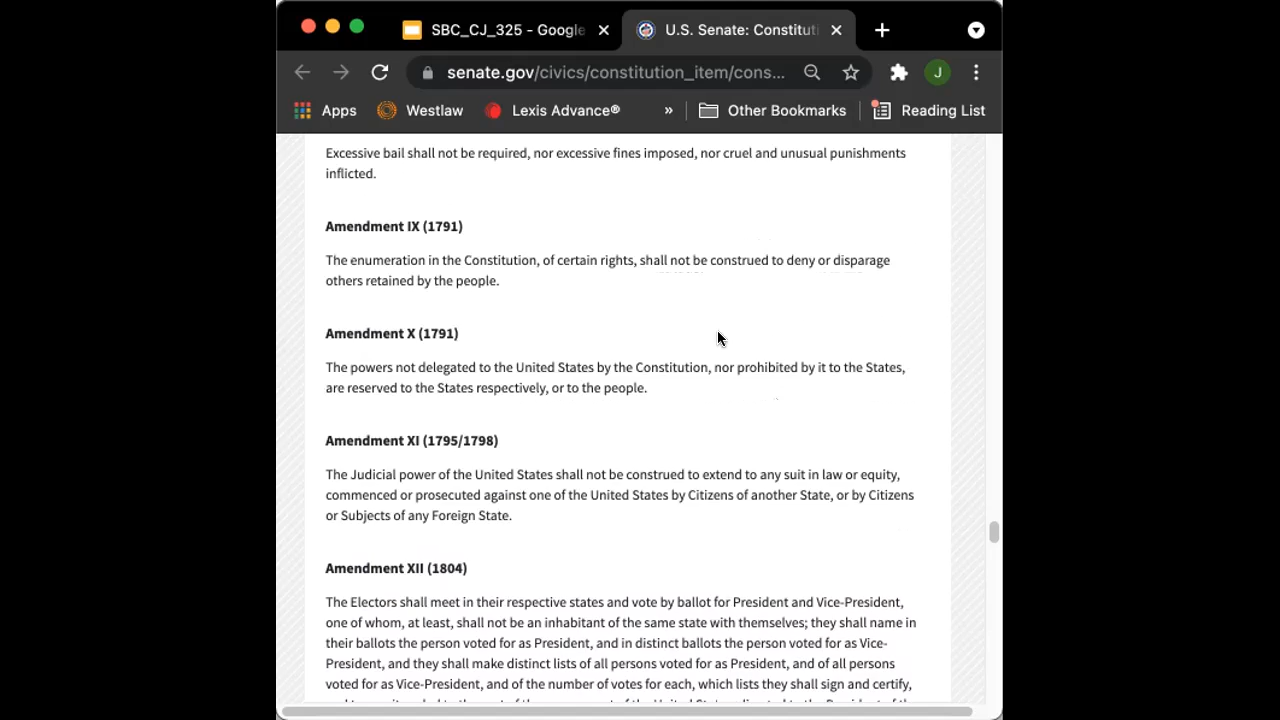 SBC_CJ_325 - Google
U.S. Senate: Constituti
senate.gov/civics/constitution_item/cons...
J
Apps
Westlaw
Lexis Advance®
»
Other Bookmarks
Reading List
Excessive bail shall not be required, nor excessive fines imposed, nor cruel and unusual punishments
inflicted.
Amendment IX (1791)
The enumeration in the Constitution, of certain rights, shall not be construed to deny or disparage
others retained by the people.
Amendment X (1791)
The powers not delegated to the United States by the Constitution, nor prohibited by it to the States,
are reserved to the States respectively, or to the people.
Amendment XI (1795/1798)
The Judicial power of the United States shall not be construed to extend to any suit in law or equity,
commenced or prosecuted against one of the United States by Citizens of another State, or by Citizens
or Subjects of any Foreign State.
Amendment XII (1804)
The Electors shall meet in their respective states and vote by ballot for President and Vice-President,
one of whom, at least, shall not be an inhabitant of the same state with themselves; they shall name in
their ballots the person voted for as President, and in distinct ballots the person voted for as Vice-
President, and they shall make distinct lists of all persons voted for as President, and of all persons
voted for as Vice-President, and of the number of votes for each, which lists they shall sign and certify,